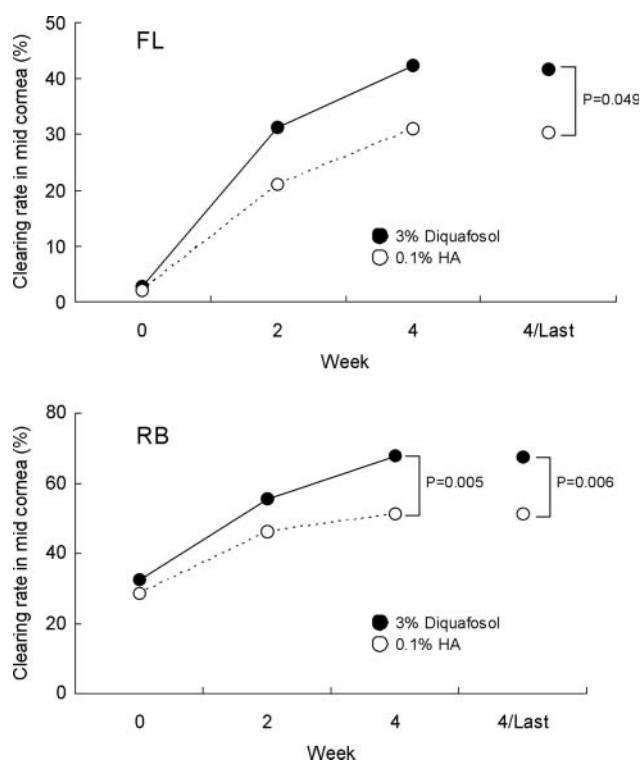 FL
Clearing rate in mid cornea (%)
50
40
30
20
10
0
P=0.049
3% Diquafosol
0.1% HA
0 2 4 4/Last
Week
RB
Clearing rate in mid cornea (%)
80
60
40
20
0
P=0.005
P=0.006
3% Diquafosol
0.1% HA
0 2 4 4/Last
Week